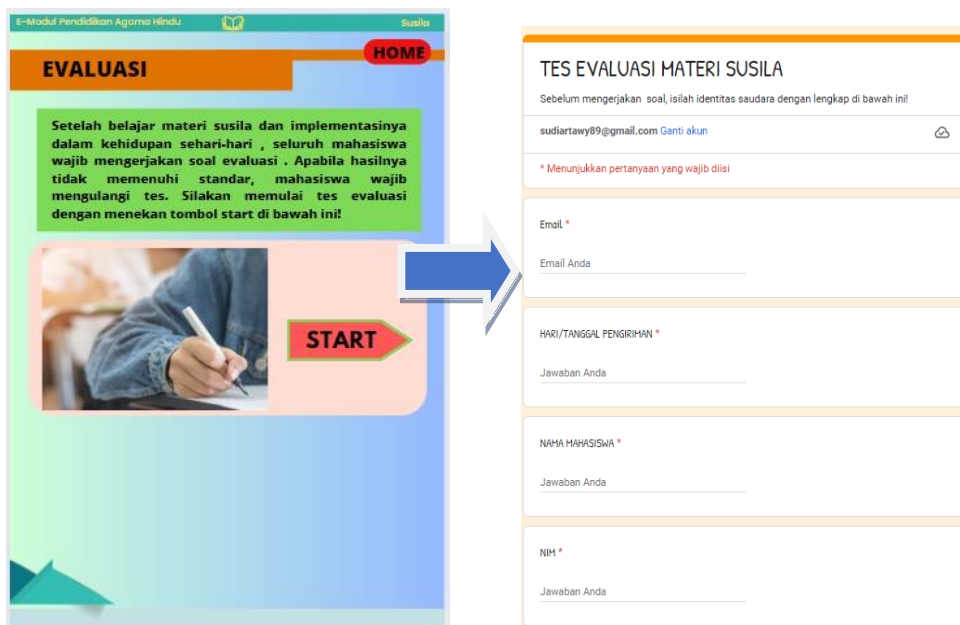 E-Modul Pendidikan Agama Hindu
Susila
HOME
EVALUASI
Setelah belajar materi susila dan implementasinya
dalam kehidupan sehari-hari , seluruh mahasiswa
wajib mengerjakan soal evaluasi . Apabila hasilnya
tidak memenuhi standar, mahasiswa wajib
mengulangi tes. Silakan memulai tes evaluasi
dengan menekan tombol start di bawah ini!
START
TES EVALUASI MATERI SUSILA
Sebelum mengerjakan soal, isilah identitas saudara dengan lengkap di bawah ini!
sudiartawy89@gmail.com Ganti akun
* Menunjukkan pertanyaan yang wajib diisi
Email *
Email Anda
HARI/TANGGAL PENGIRIMAN *
Jawaban Anda
NAMA MAHASISWA *
Jawaban Anda
NIM *
Jawaban Anda